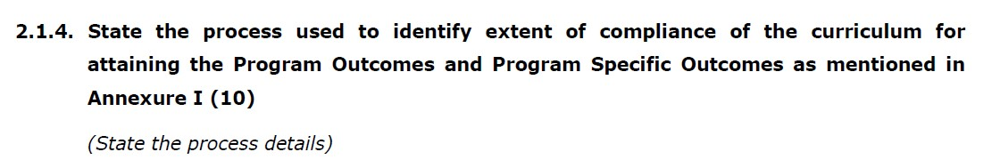 2.1.4. State the process used to identify extent of compliance of the curriculum for
attaining the Program Outcomes and Program Specific Outcomes as mentioned in
Annexure I (10)
(State the process details)